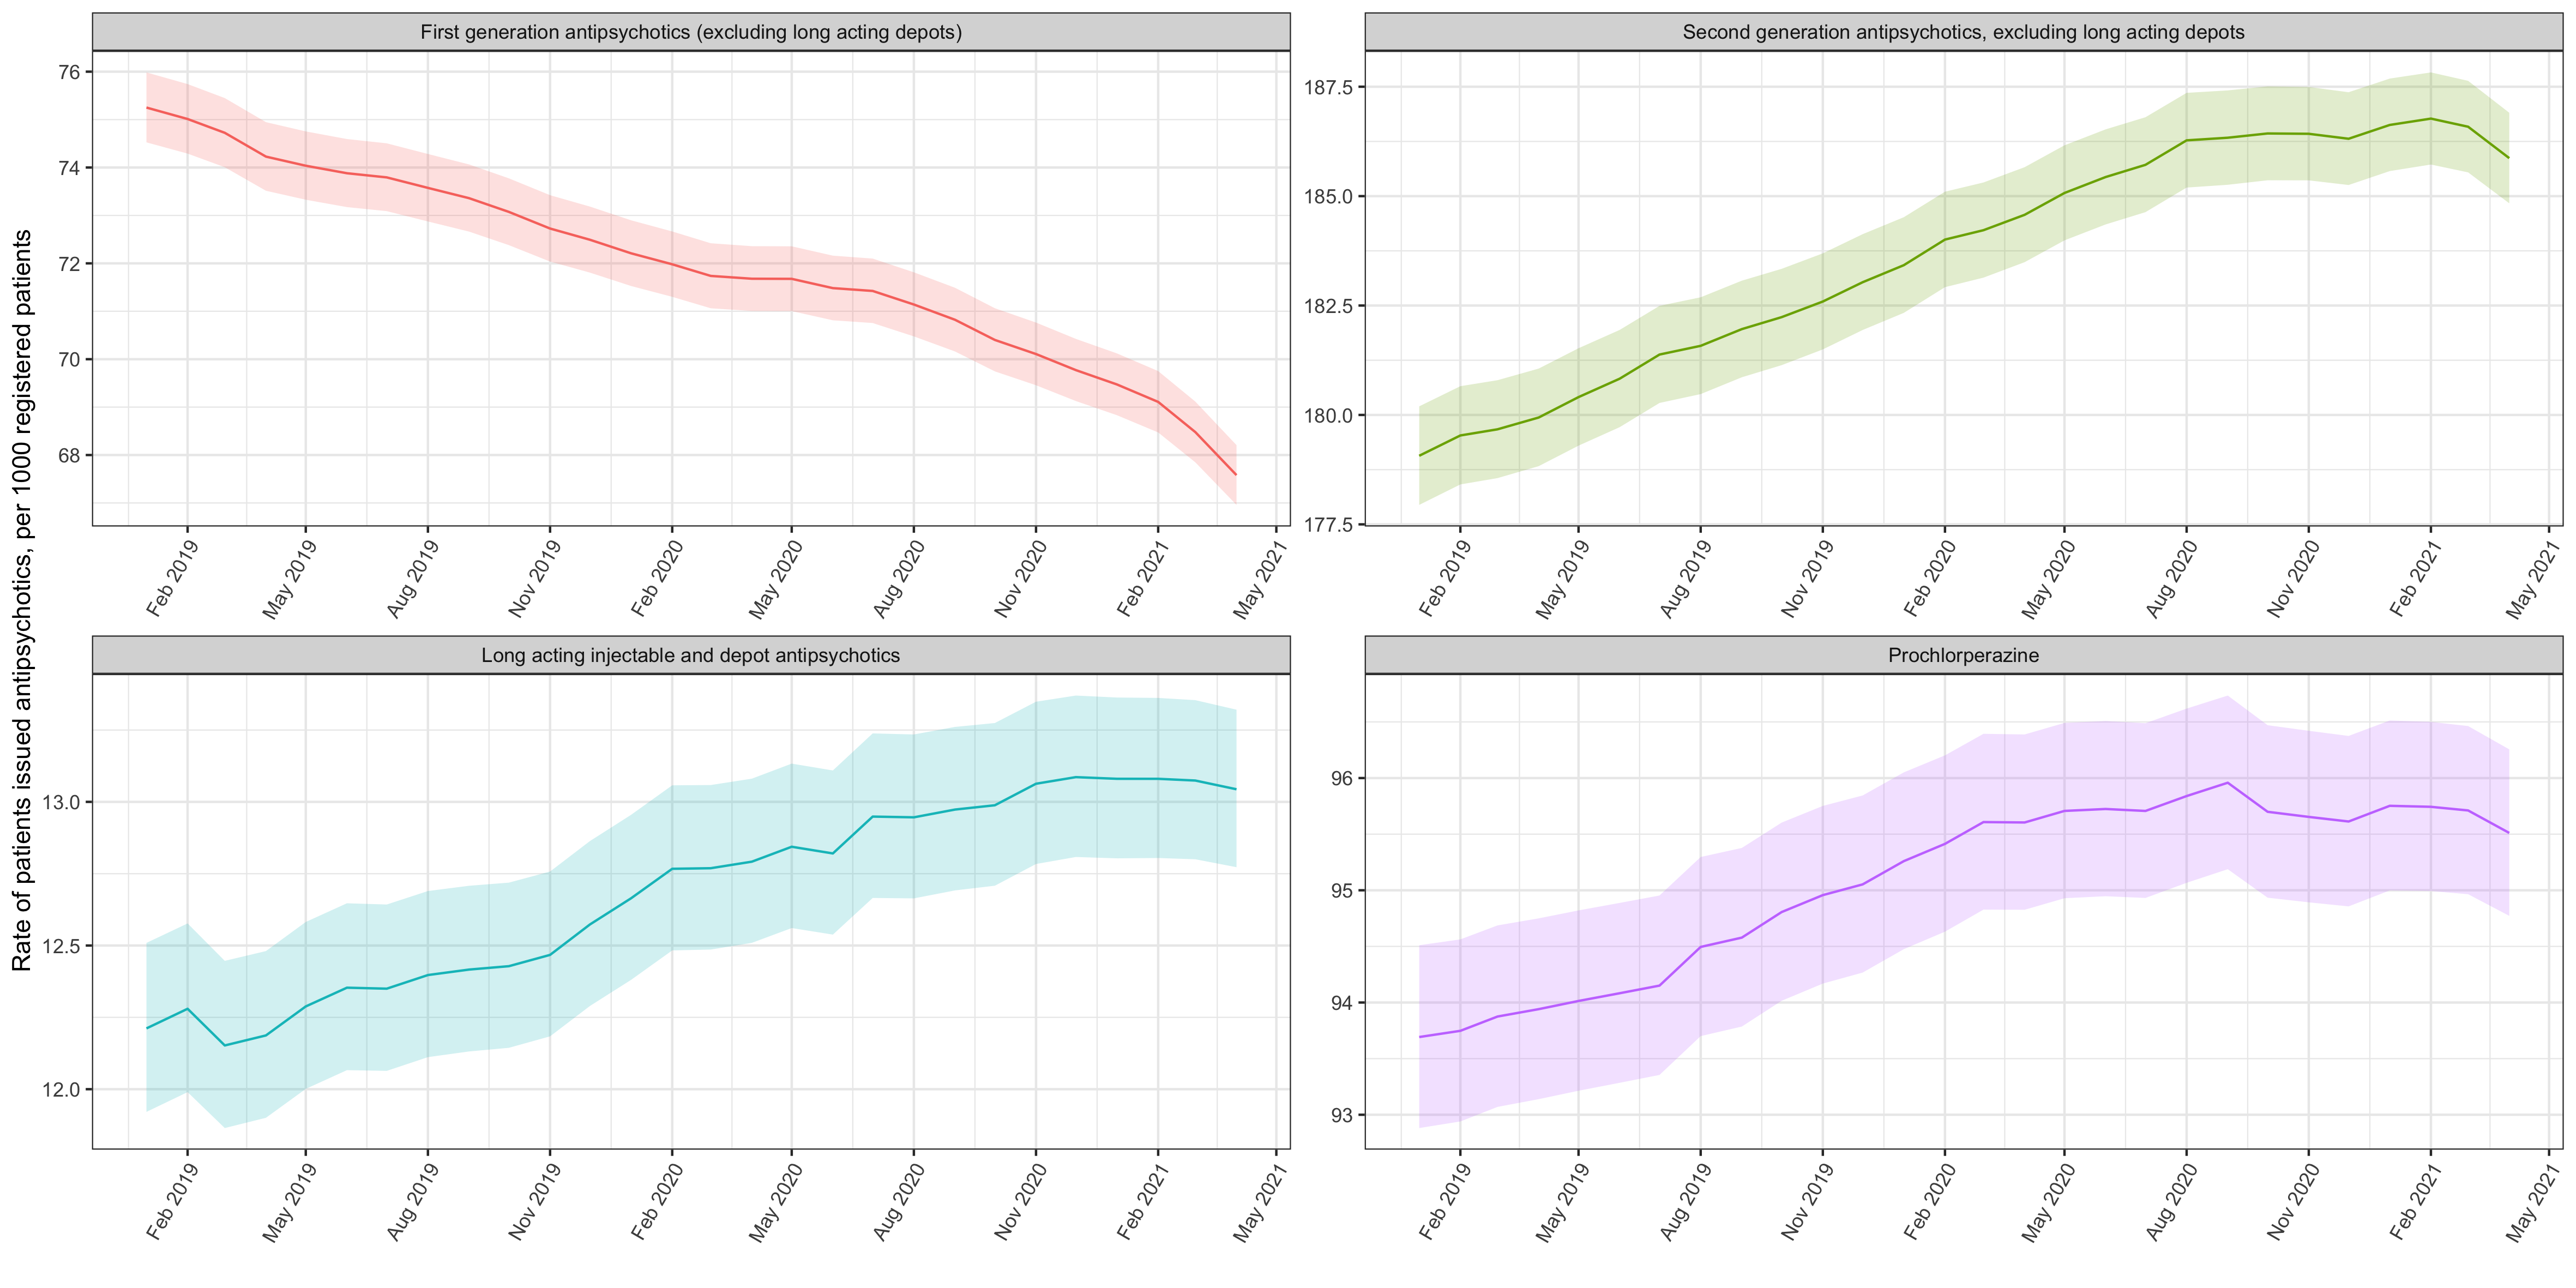 Rate of patients issued antipsychotics, per 1000 registered patients
First generation antipsychotics (excluding long acting depots)
76
74
72
70
68
Feb 2019
May 2019
Aug 2019
Nov 2019
Feb 2020
May 2020
Aug 2020
Nov 2020
Feb 2021
May 2021
Second generation antipsychotics, excluding long acting depots
187.5
185.0
182.5
180.0
177.5
Feb 2019
May 2019
Aug 2019
Nov 2019
Feb 2020
May 2020
Aug 2020
Nov 2020
Feb 2021
May 2021
Long acting injectable and depot antipsychotics
13.0
12.5
12.0
Feb 2019
May 2019
Aug 2019
Nov 2019
Feb 2020
May 2020
Aug 2020
Nov 2020
Feb 2021
May 2021
Prochlorperazine
96
95
94
93
Feb 2019
May 2019
Aug 2019
Nov 2019
Feb 2020
May 2020
Aug 2020
Nov 2020
Feb 2021
May 2021